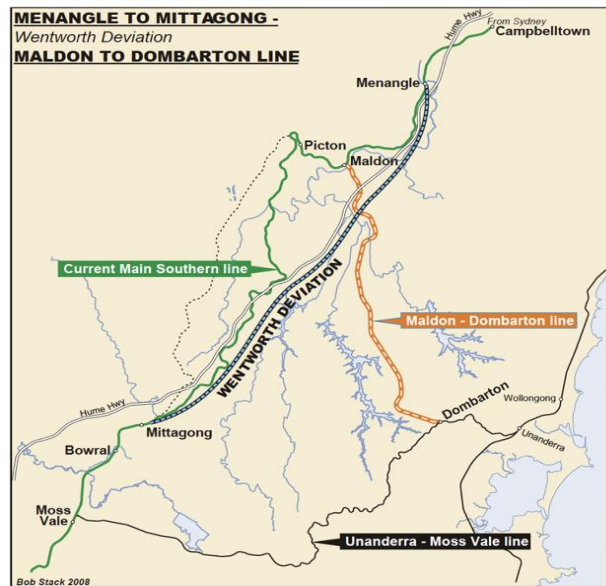 MENANGLE TO MITTAGONG -
Wentworth Deviation
MALDON TO DOMBARTON LINE
Hume Hwy
From Sydney
Campbelltown
Menangle
Picton
Maldon
Current Main Southern line
WENTWORTH DEVIATION
Maldon - Dombarton line
Dombarton
Wollongong
Hume Hwy
Mittagong
Unanderra
Bowral
Moss
Vale
Unanderra - Moss Vale line
Bob Stack 2008